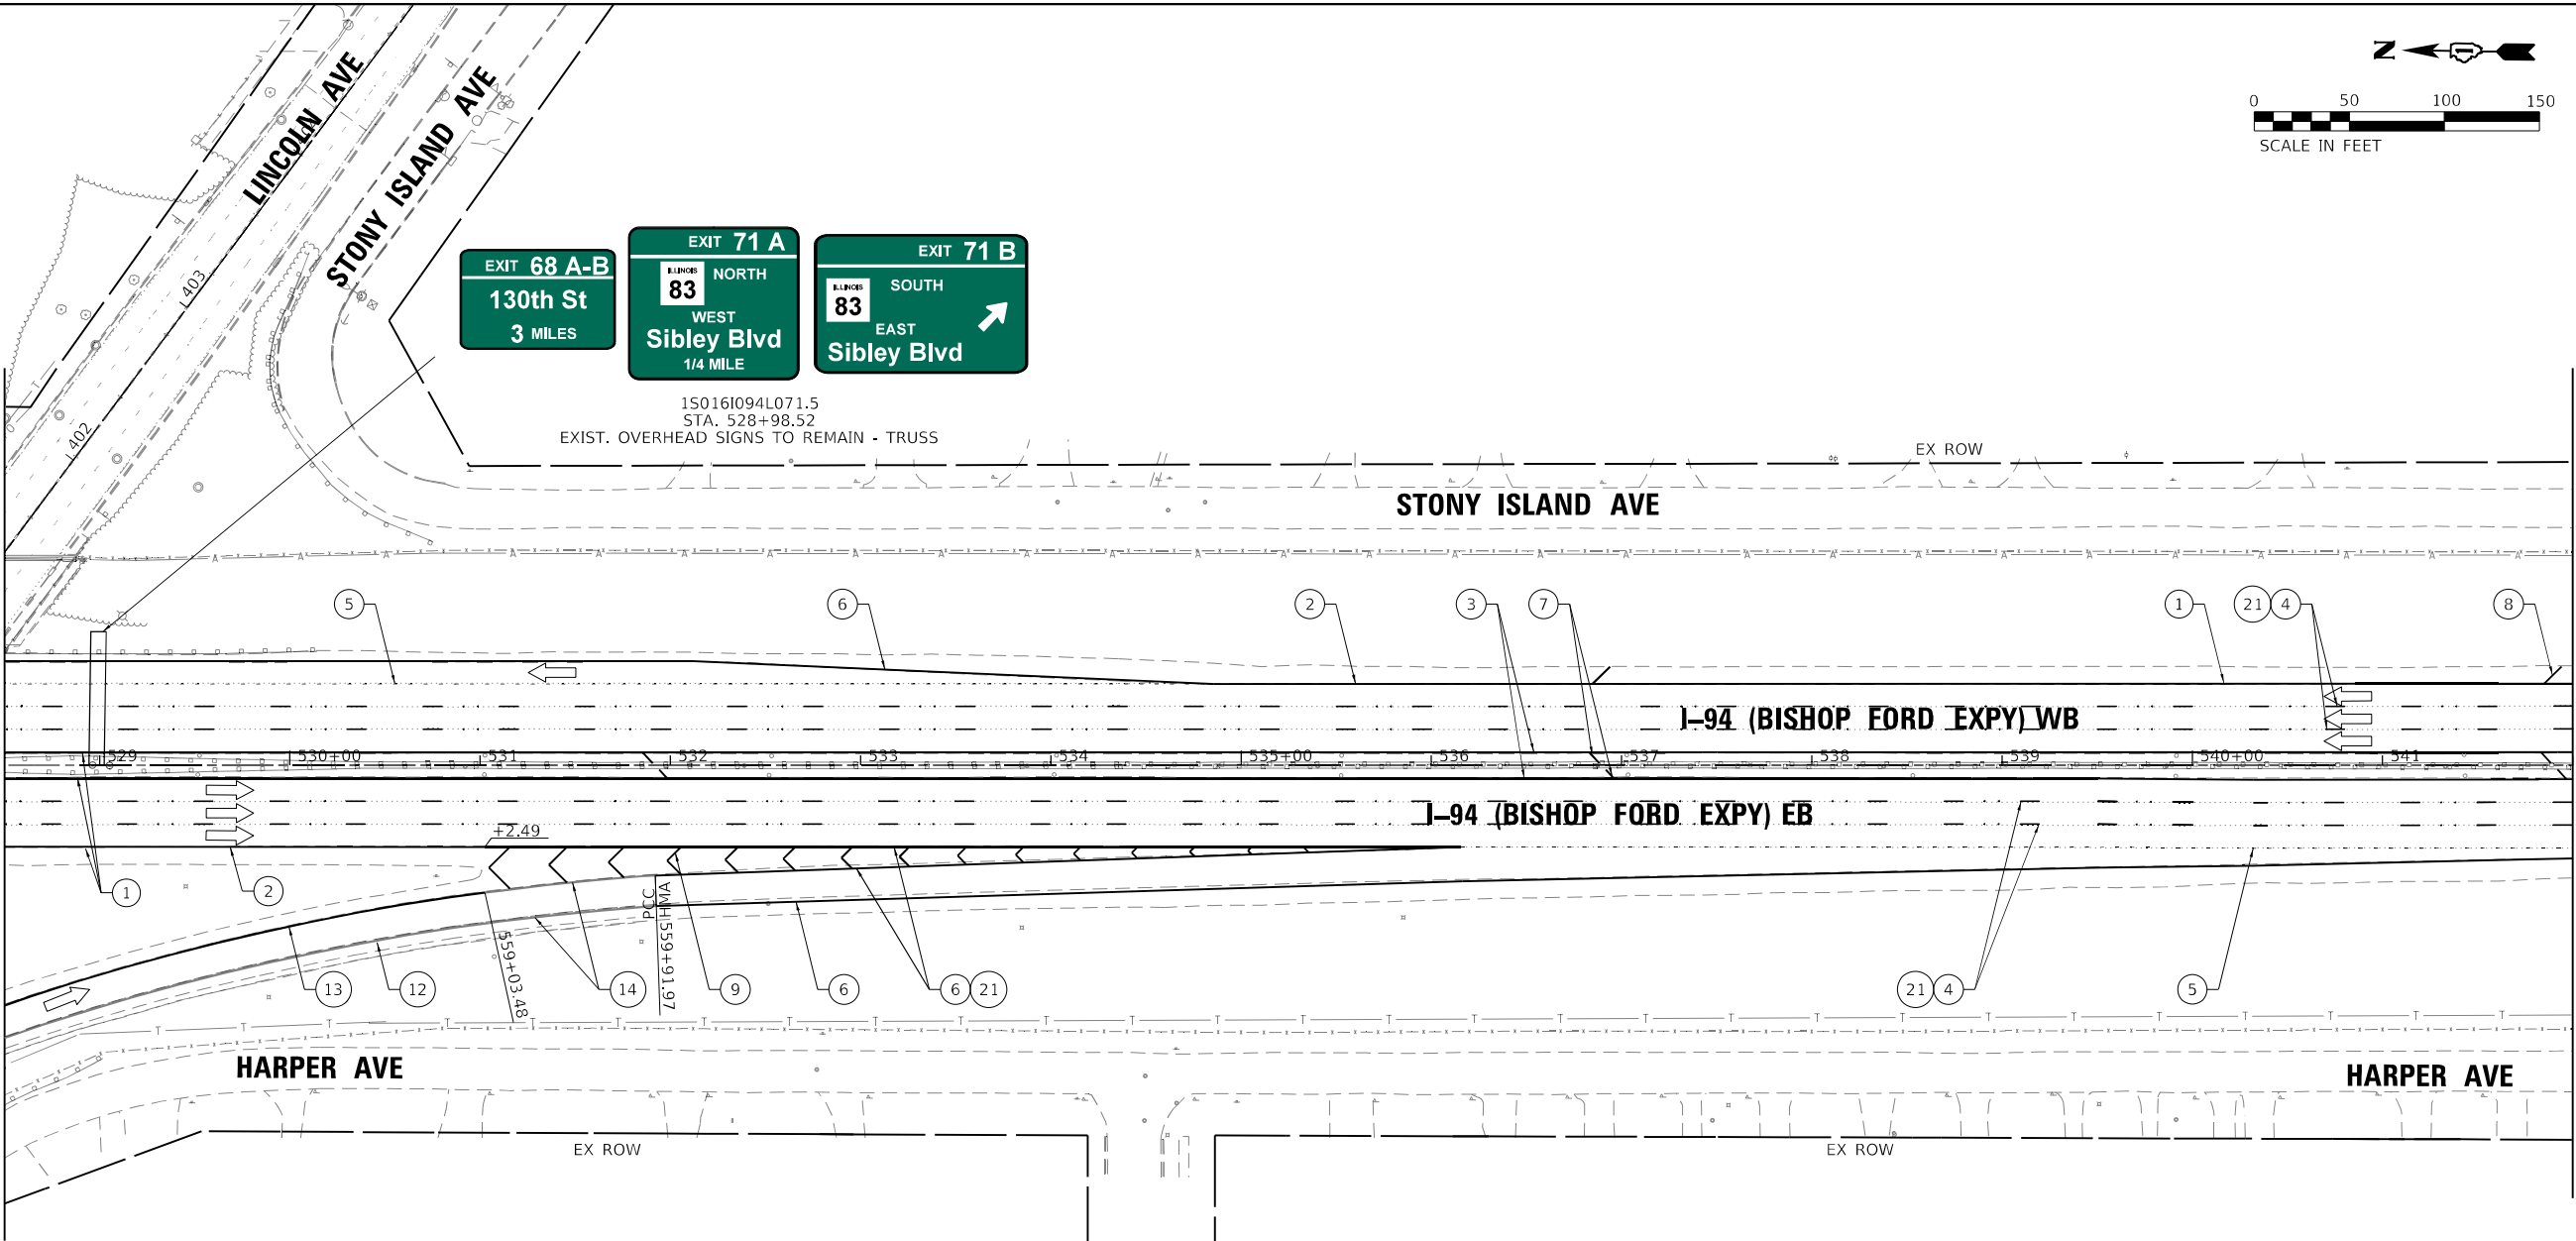 N
0 50 100 150
SCALE IN FEET
LINCOLN AVE
STONY ISLAND AVE
403
402
EXIT 68 A-B
130th St
3 MILES
EXIT 71 A
ILLINOIS
83
NORTH
WEST
Sibley Blvd
1/4 MILE
EXIT 71 B
ILLINOIS
83
SOUTH
EAST
Sibley Blvd
1S016I094L071.5
STA. 528+98.52
EXIST. OVERHEAD SIGNS TO REMAIN - TRUSS
EX ROW
STONY ISLAND AVE
A A A A A A A A A A A A A A A A A A A A A A A A A A A A
5 6 2 3 7 1 21 4 8
I-94 (BISHOP FORD EXPY) WB
529 530+00 531 532 533 534 535+00 536 537 538 539 540+00 541
I-94 (BISHOP FORD EXPY) EB
+2.49
1 2
PCC
HMA
559+03.48
559+91.97
13 12 14 9 6 6 21 21 4 5
T T T T T T T T T T T T T T T T T T T T T T T T T T T T
HARPER AVE
HARPER AVE
EX ROW
EX ROW